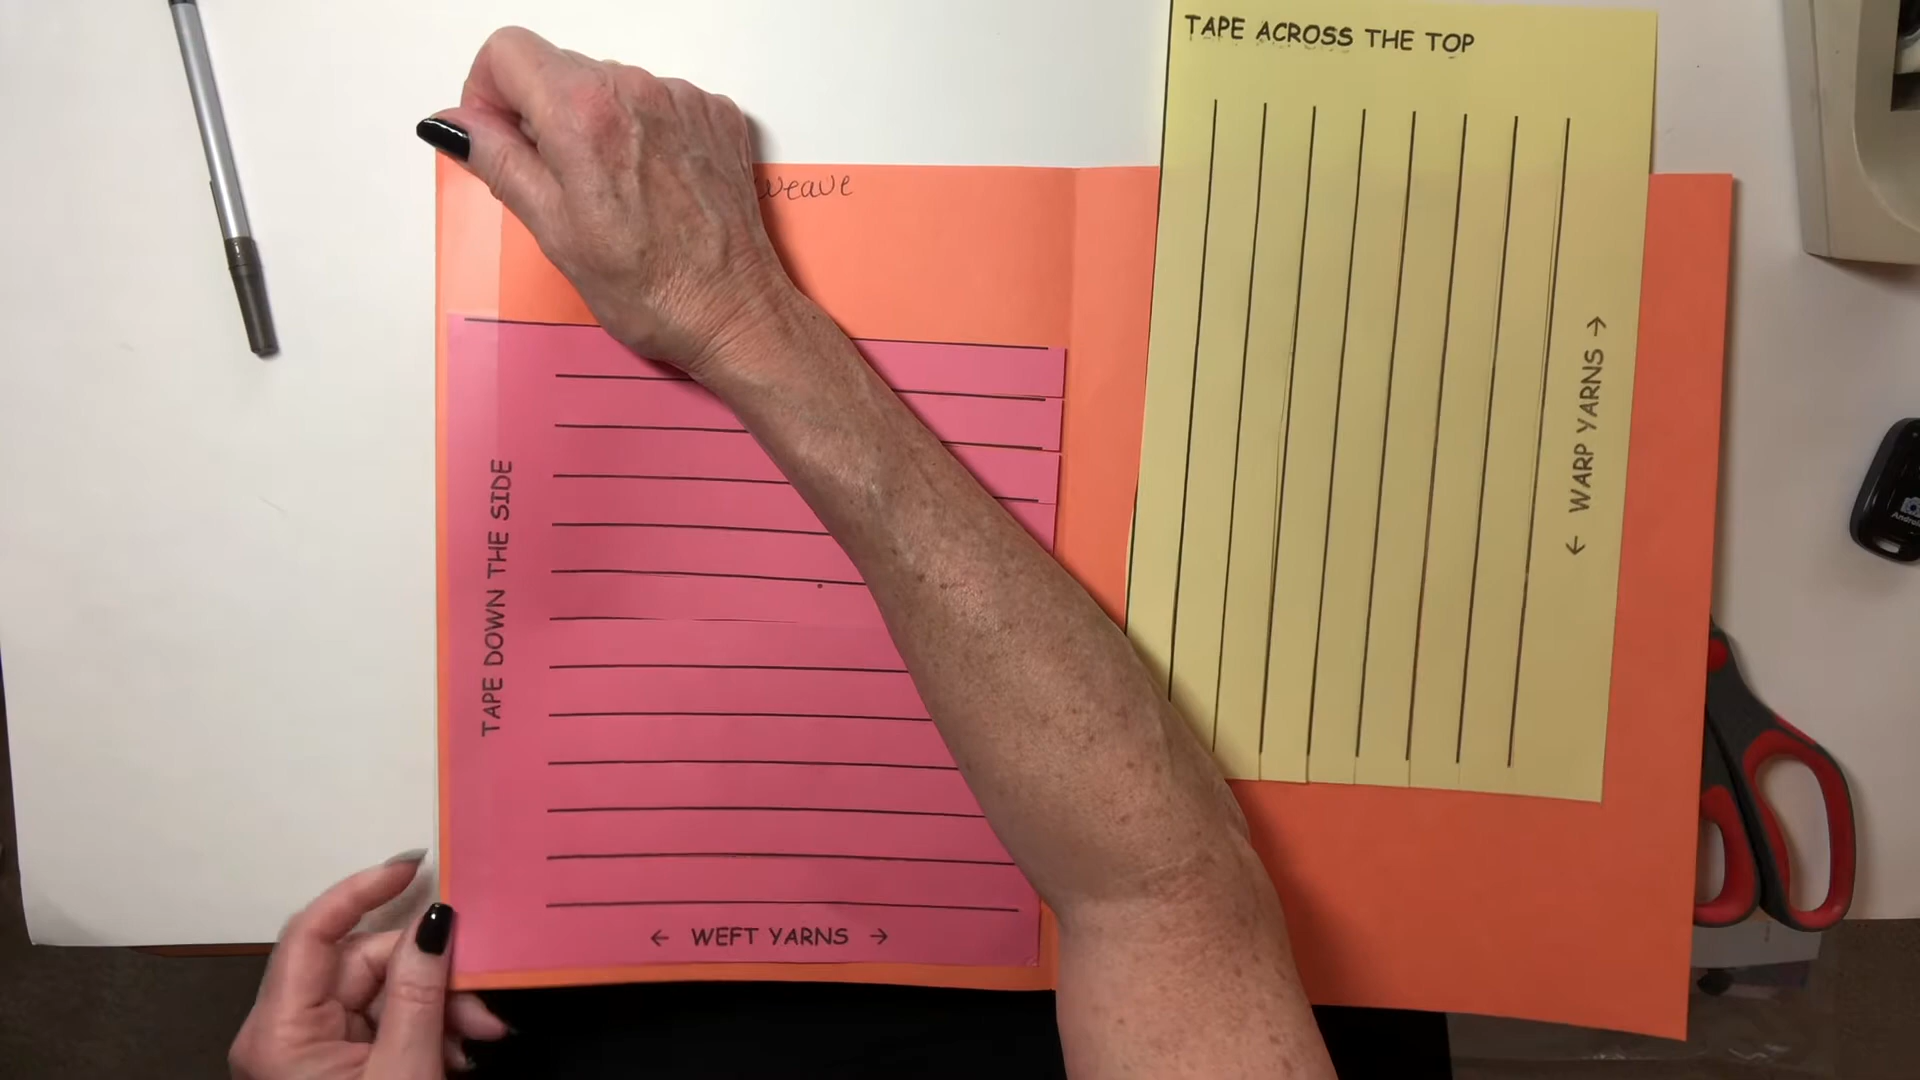 weave
TAPE ACROSS THE TOP
← WARP YARNS →
TAPE DOWN THE SIDE
← WEFT YARNS →